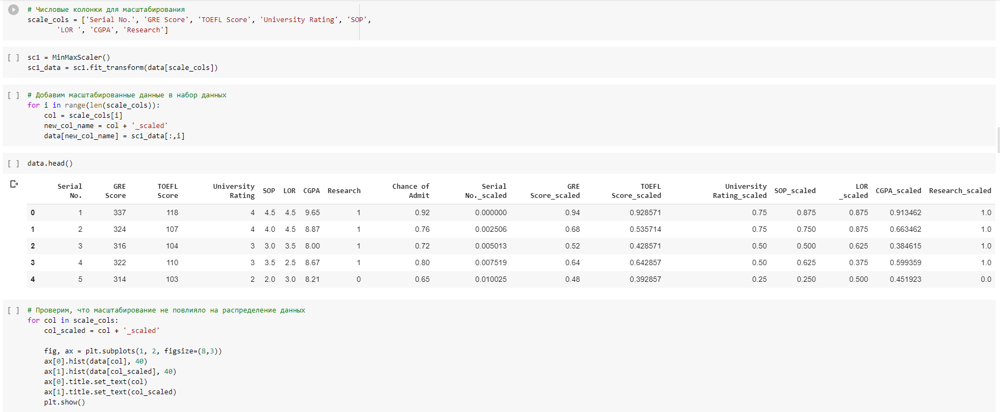 # Числовые колонки для масштабирования
scale_cols = ['Serial No.', 'GRE Score', 'TOEFL Score', 'University Rating', 'SOP',
       'LOR ', 'CGPA', 'Research']
[ ] sc1 = MinMaxScaler()
sc1_data = sc1.fit_transform(data[scale_cols])
[ ] # Добавим масштабированные данные в набор данных
for i in range(len(scale_cols)):
    col = scale_cols[i]
    new_col_name = col + '_scaled'
    data[new_col_name] = sc1_data[:,i]
[ ] data.head()
Serial No. GRE Score TOEFL Score University Rating SOP LOR CGPA Research Chance of Admit Serial No._scaled GRE Score_scaled TOEFL Score_scaled University Rating_scaled SOP_scaled LOR _scaled CGPA_scaled Research_scaled
0 1 337 118 4 4.5 4.5 9.65 1 0.92 0.000000 0.94 0.928571 0.75 0.875 0.875 0.913462 1.0
1 2 324 107 4 4.0 4.5 8.87 1 0.76 0.002506 0.68 0.535714 0.75 0.750 0.875 0.663462 1.0
2 3 316 104 3 3.0 3.5 8.00 1 0.72 0.005013 0.52 0.428571 0.50 0.500 0.625 0.384615 1.0
3 4 322 110 3 3.5 2.5 8.67 1 0.80 0.007519 0.64 0.642857 0.50 0.625 0.375 0.599359 1.0
4 5 314 103 2 2.0 3.0 8.21 0 0.65 0.010025 0.48 0.392857 0.25 0.250 0.500 0.451923 0.0
[ ] # Проверим, что масштабирование не повлияло на распределение данных
for col in scale_cols:
    col_scaled = col + '_scaled'
    fig, ax = plt.subplots(1, 2, figsize=(8,3))
    ax[0].hist(data[col], 40)
    ax[1].hist(data[col_scaled], 40)
    ax[0].title.set_text(col)
    ax[1].title.set_text(col_scaled)
    plt.show()